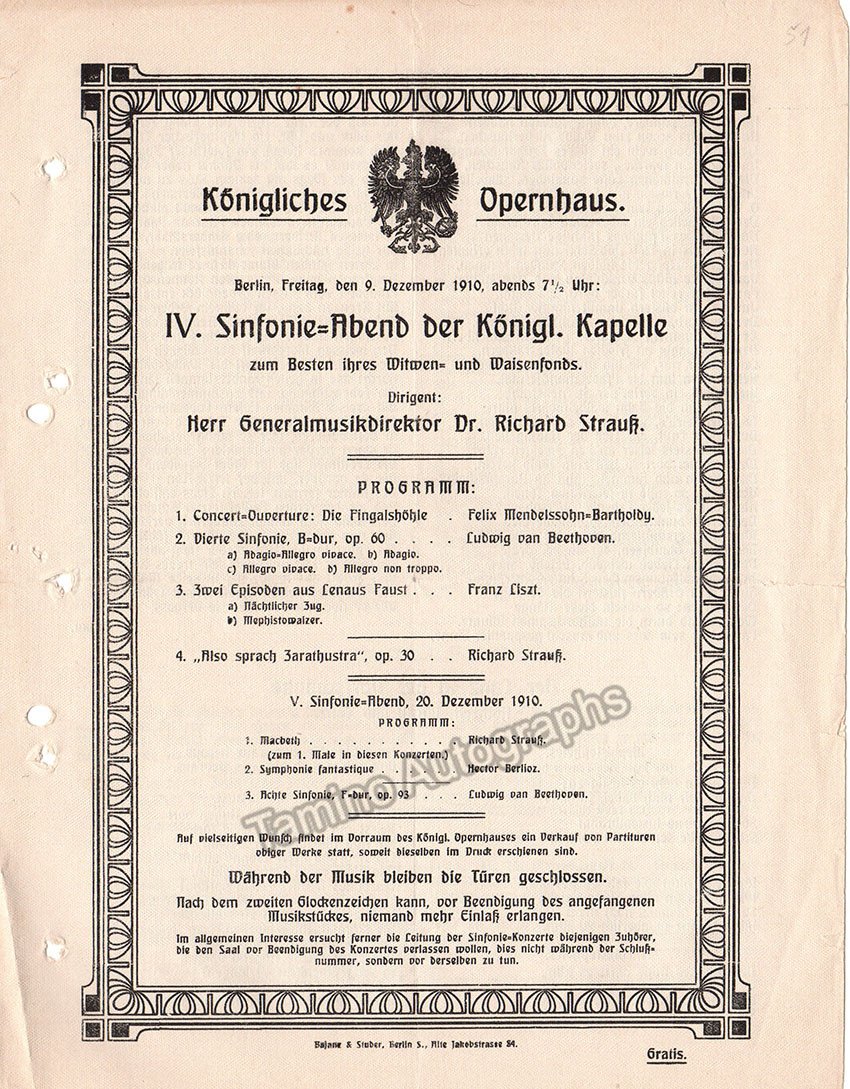 51
Königliches Opernhaus.
Berlin, Freitag, den 9. Dezember 1910, abends 7½ Uhr:
IV. Sinfonie=Abend der Königl. Kapelle
zum Besten ihres Witwen= und Waisenfonds.
Dirigent:
Herr Generalmusikdirektor Dr. Richard Strauß.
PROGRAMM:
1. Concert=Ouverture: Die Fingalshöhle . Felix Mendelssohn=Bartholdy.
2. Vierte Sinfonie, B=dur, op. 60 . . . . Ludwig van Beethoven.
a) Adagio=Allegro vivace. b) Adagio.
c) Allegro vivace. d) Allegro non troppo.
3. Zwei Episoden aus Lenaus Faust . . . Franz Liszt.
a) Nächtlicher Zug.
b) Mephistowalzer.
4. „Also sprach Zarathustra", op. 30 . . Richard Strauß.
V. Sinfonie=Abend, 20. Dezember 1910.
PROGRAMM:
1. Macbeth . . . . . . . . . . . Richard Strauß.
(zum 1. Male in diesen Konzerten.)
2. Symphonie fantastique . . . . . . Hector Berlioz.
3. Achte Sinfonie, F=dur, op. 93 . . . . Ludwig van Beethoven.
Tamino Autographs
Auf vielseitigen Wunsch findet im Vorraum des Königl. Opernhauses ein Verkauf von Partituren
obiger Werke statt, soweit dieselben im Druck erschienen sind.
Während der Musik bleiben die Türen geschlossen.
Nach dem zweiten Glockenzeichen kann, vor Beendigung des angefangenen
Musikstückes, niemand mehr Einlaß erlangen.
Im allgemeinen Interesse ersucht ferner die Leitung der Sinfonie=Konzerte diejenigen Zuhörer,
die den Saal vor Beendigung des Konzertes verlassen wollen, dies nicht während der Schluß=
nummer, sondern vor derselben zu tun.
& Studer, Berlin S., Alte Jakobstrasse 84.
Gratis.